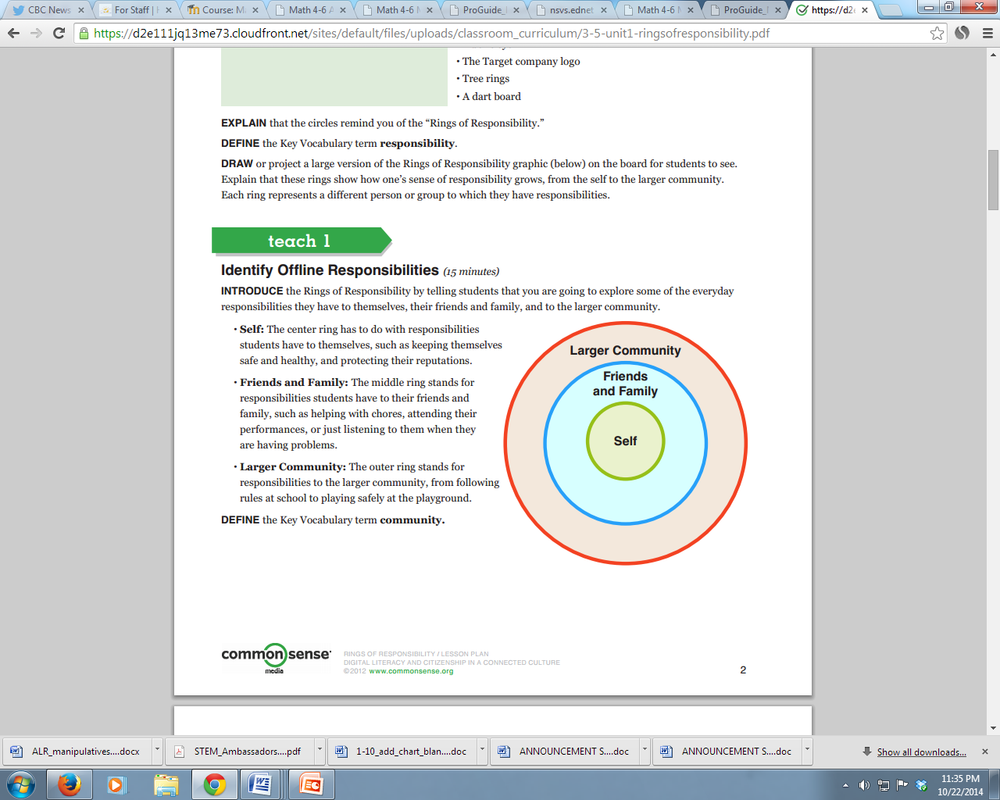 CBC News
For Staff |
Course: M
Math 4-6
Math 4-6
ProGuide_
nsvs.ednet
Math 4-6
ProGuide_
https://d2
https://d2e111jq13me73.cloudfront.net/sites/default/files/uploads/classroom_curriculum/3-5-unit1-ringsofresponsibility.pdf
• The Target company logo
• Tree rings
• A dart board
EXPLAIN that the circles remind you of the “Rings of Responsibility.”
DEFINE the Key Vocabulary term responsibility.
DRAW or project a large version of the Rings of Responsibility graphic (below) on the board for students to see.
Explain that these rings show how one’s sense of responsibility grows, from the self to the larger community.
Each ring represents a different person or group to which they have responsibilities.
teach 1
Identify Offline Responsibilities (15 minutes)
INTRODUCE the Rings of Responsibility by telling students that you are going to explore some of the everyday
responsibilities they have to themselves, their friends and family, and to the larger community.
• Self: The center ring has to do with responsibilities
students have to themselves, such as keeping themselves
safe and healthy, and protecting their reputations.
• Friends and Family: The middle ring stands for
responsibilities students have to their friends and
family, such as helping with chores, attending their
performances, or just listening to them when they
are having problems.
• Larger Community: The outer ring stands for
responsibilities to the larger community, from following
rules at school to playing safely at the playground.
DEFINE the Key Vocabulary term community.
Larger Community
Friends
and Family
Self
common sense
media
RINGS OF RESPONSIBILITY / LESSON PLAN
DIGITAL LITERACY AND CITIZENSHIP IN A CONNECTED CULTURE
©2012 www.commonsense.org
2
ALR_manipulatives....docx
STEM_Ambassadors....pdf
1-10_add_chart_blan....doc
ANNOUNCEMENT S....doc
ANNOUNCEMENT S....doc
Show all downloads...
11:35 PM
10/22/2014